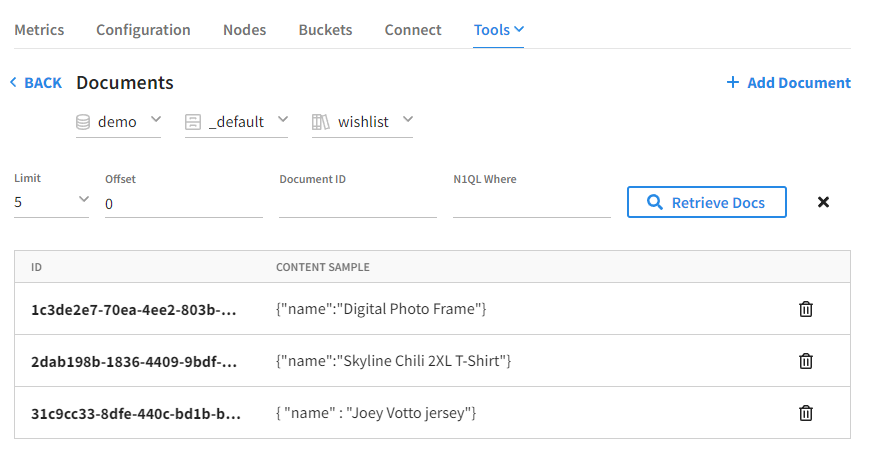 Metrics Configuration Nodes Buckets Connect Tools
BACK Documents + Add Document
demo _default wishlist
Limit Offset Document ID N1QL Where
5 0 Retrieve Docs
ID CONTENT SAMPLE
1c3de2e7-70ea-4ee2-803b-... {"name":"Digital Photo Frame"}
2dab198b-1836-4409-9bdf-... {"name":"Skyline Chili 2XL T-Shirt"}
31c9cc33-8dfe-440c-bd1b-b... { "name" : "Joey Votto jersey"}